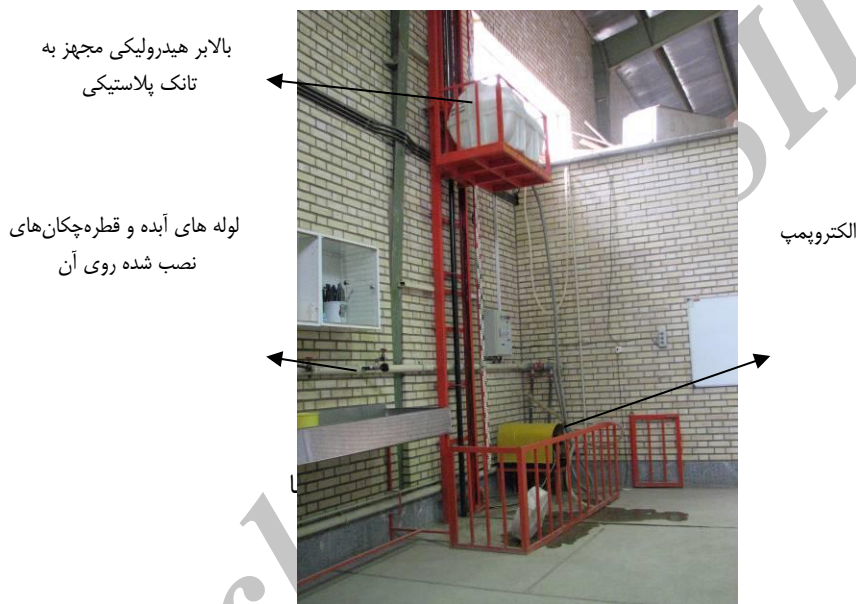 بالابر هیدرولیکی مجهز به
تانک پلاستیکی
لوله های آبده و قطره‌چکان‌های
نصب شده روی آن
الکتروپمپ